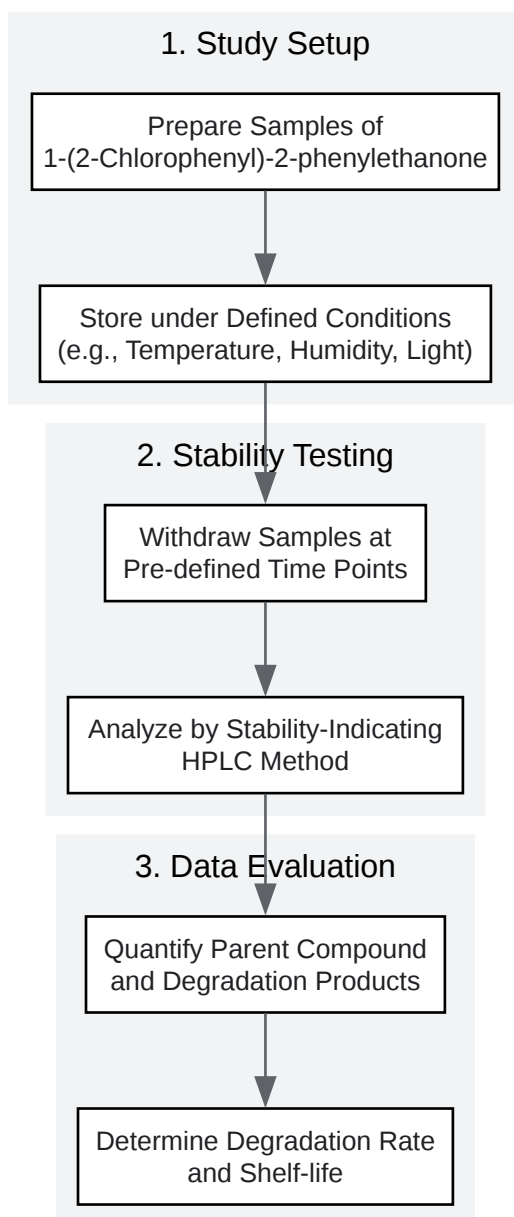 1. Study Setup
Prepare Samples of
1-(2-Chlorophenyl)-2-phenylethanone
Store under Defined Conditions
(e.g., Temperature, Humidity, Light)
2. Stability Testing
Withdraw Samples at
Pre-defined Time Points
Analyze by Stability-Indicating
HPLC Method
3. Data Evaluation
Quantify Parent Compound
and Degradation Products
Determine Degradation Rate
and Shelf-life